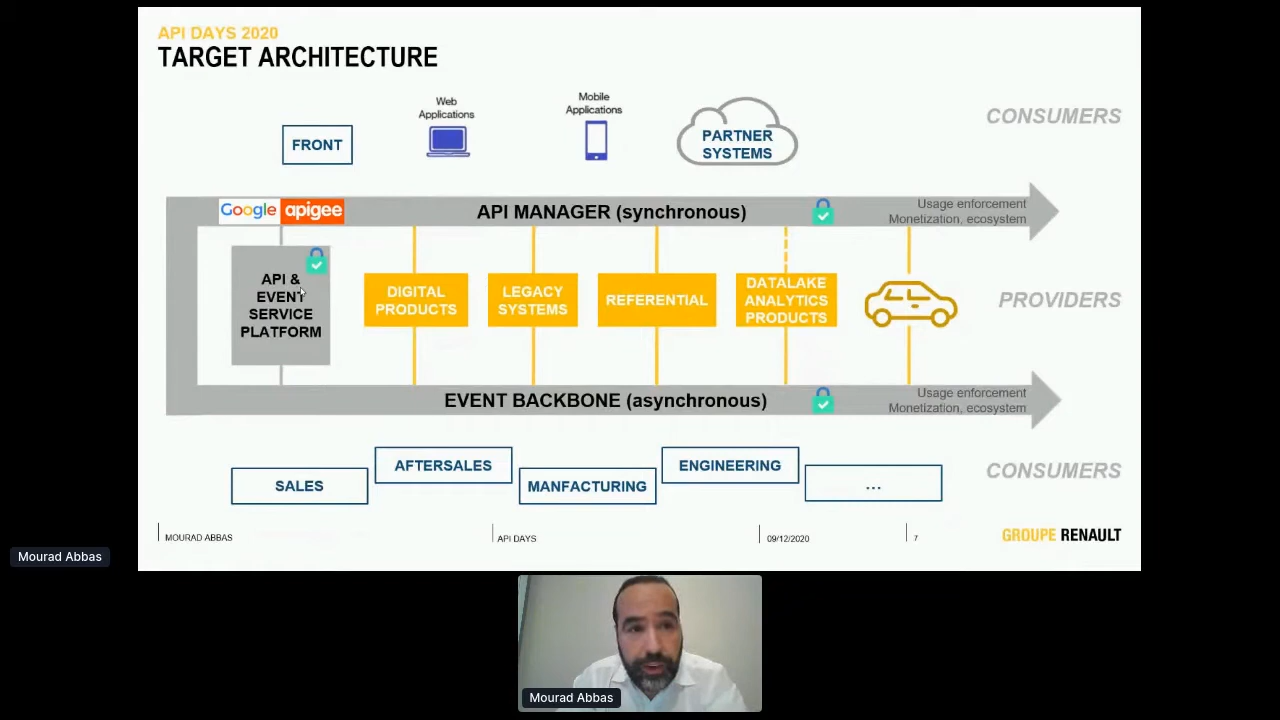 API DAYS 2020
TARGET ARCHITECTURE
Web
Applications
Mobile
Applications
FRONT
PARTNER
SYSTEMS
CONSUMERS
Google apigee
API MANAGER (synchronous)
Usage enforcement
Monetization, ecosystem
API &
EVENT
SERVICE
PLATFORM
DIGITAL
PRODUCTS
LEGACY
SYSTEMS
REFERENTIAL
DATALAKE
ANALYTICS
PRODUCTS
PROVIDERS
EVENT BACKBONE (asynchronous)
Usage enforcement
Monetization, ecosystem
SALES
AFTERSALES
MANFACTURING
ENGINEERING
...
CONSUMERS
MOURAD ABBAS
API DAYS
09/12/2020
7
GROUPE RENAULT
Mourad Abbas
Mourad Abbas